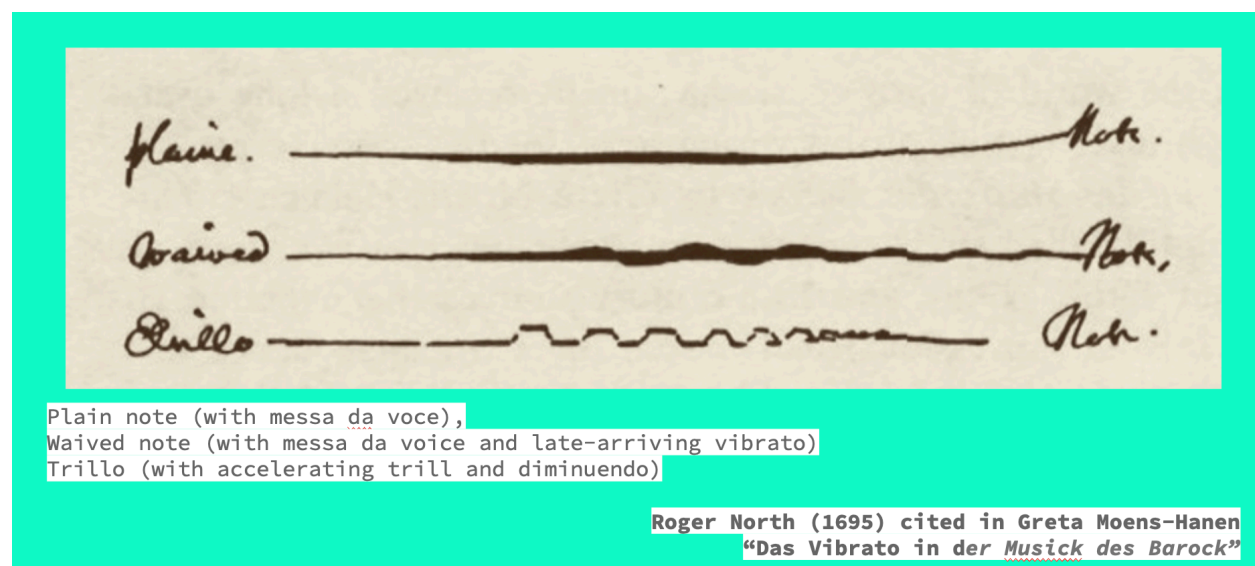 plaine. Note.
Waived Note,
Trillo Note.
Plain note (with messa da voce),
Waived note (with messa da voice and late-arriving vibrato)
Trillo (with accelerating trill and diminuendo)
Roger North (1695) cited in Greta Moens-Hanen
“Das Vibrato in der Musick des Barock”